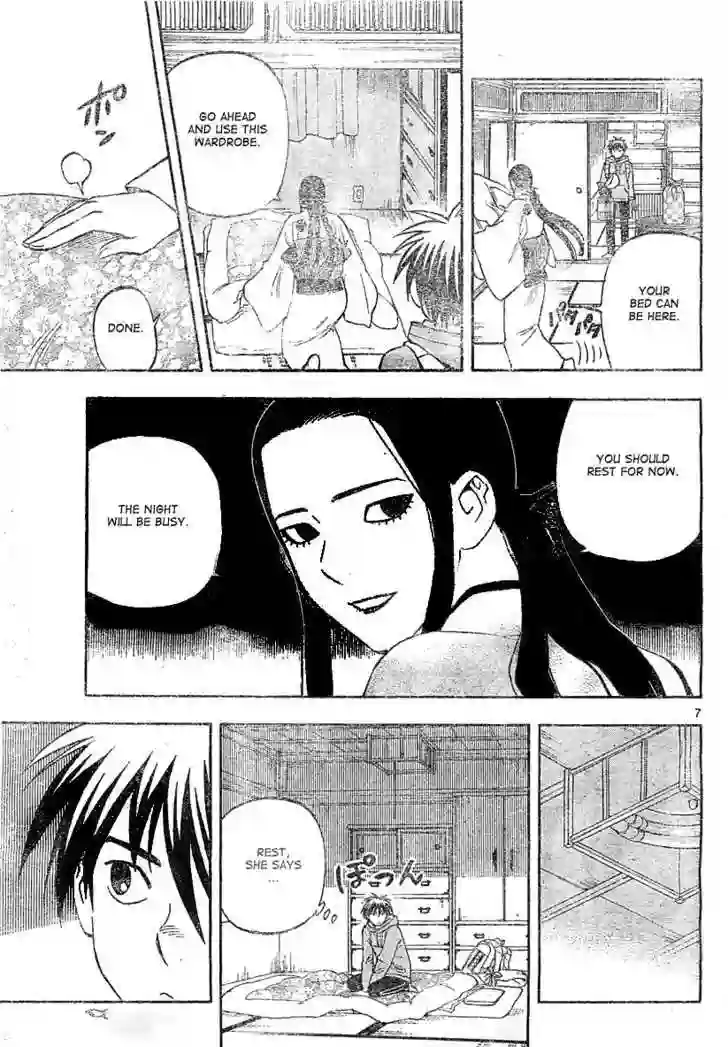 YOUR
BED CAN
BE HERE.
パパ
GO AHEAD
AND USE THIS
WARDROBE.
ポン
DONE.
YOU SHOULD
REST FOR NOW.
THE NIGHT
WILL BE BUSY.
7
REST,
SHE SAYS
...
ぽつん